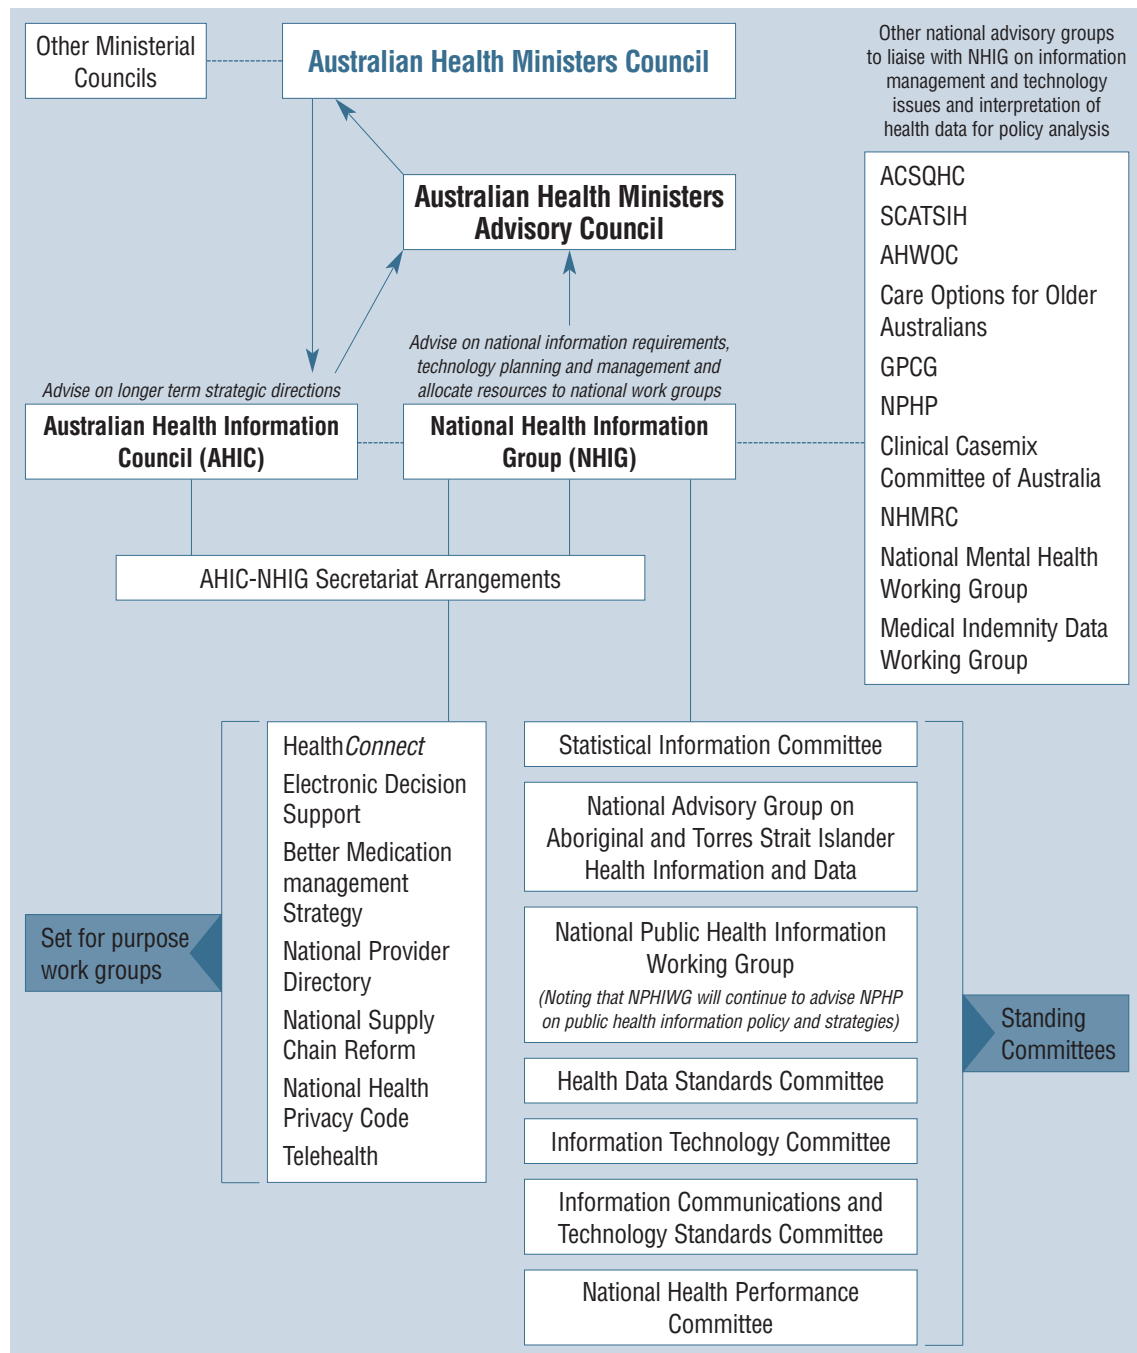 Other Ministerial
Councils
Australian Health Ministers Council
Other national advisory groups
to liaise with NHIG on information
management and technology
issues and interpretation of
health data for policy analysis
Australian Health Ministers
Advisory Council
ACSQHC
SCATSIH
AHWOC
Care Options for Older
Australians
GPCG
NPHP
Clinical Casemix
Committee of Australia
NHMRC
National Mental Health
Working Group
Medical Indemnity Data
Working Group
Advise on longer term strategic directions
Australian Health Information
Council (AHIC)
Advise on national information requirements,
technology planning and management and
allocate resources to national work groups
National Health Information
Group (NHIG)
AHIC-NHIG Secretariat Arrangements
Set for purpose
work groups
HealthConnect
Electronic Decision
Support
Better Medication
management
Strategy
National Provider
Directory
National Supply
Chain Reform
National Health
Privacy Code
Telehealth
Statistical Information Committee
National Advisory Group on
Aboriginal and Torres Strait Islander
Health Information and Data
National Public Health Information
Working Group
(Noting that NPHIWG will continue to advise NPHP
on public health information policy and strategies)
Health Data Standards Committee
Information Technology Committee
Information Communications and
Technology Standards Committee
National Health Performance
Committee
Standing
Committees